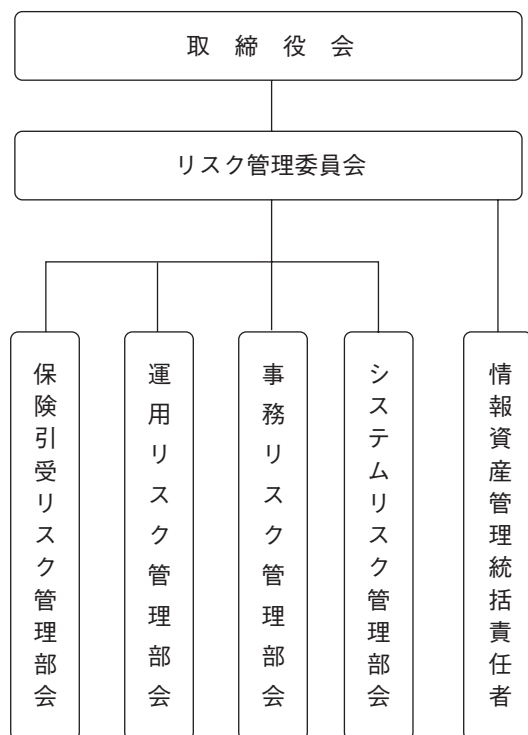 取締役会
リスク管理委員会
保険引受リスク管理部会
運用リスク管理部会
事務リスク管理部会
システムリスク管理部会
情報資産管理統括責任者